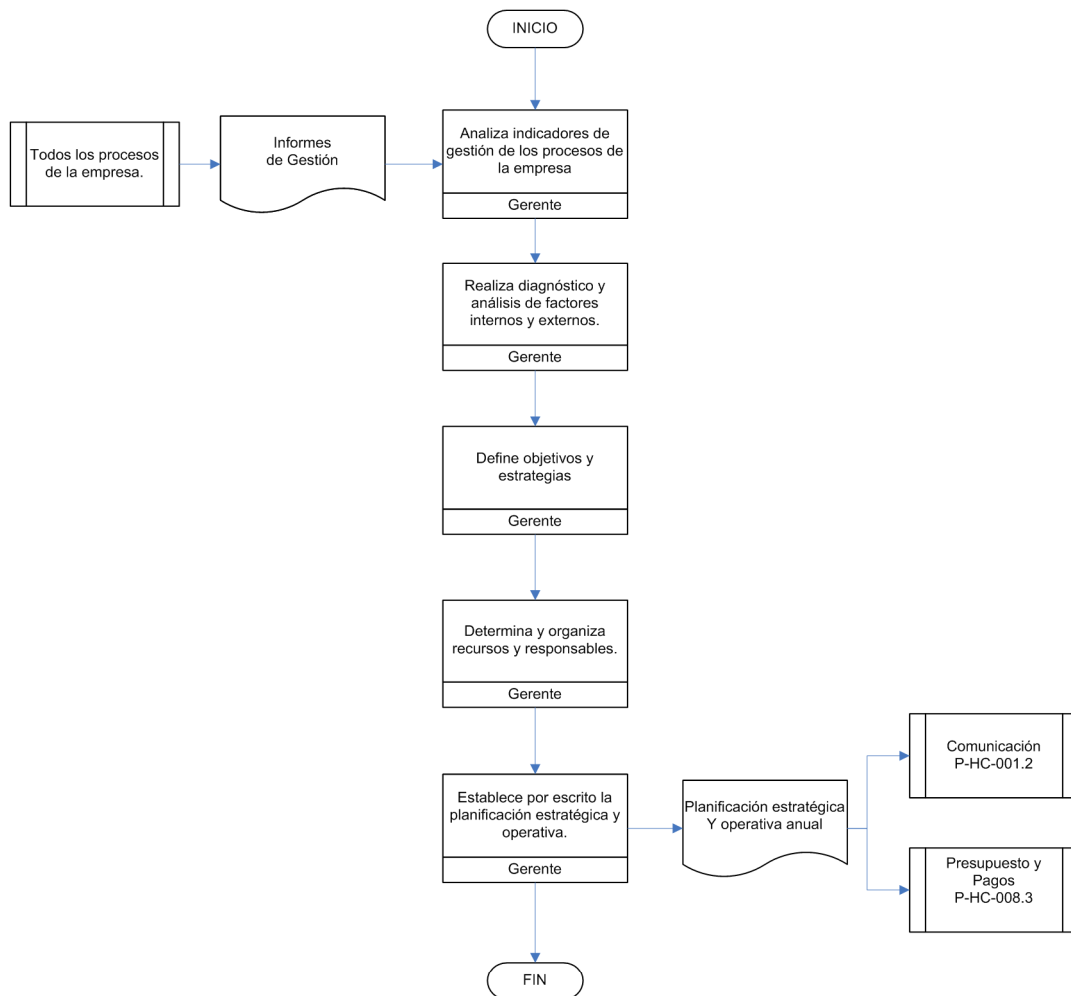 INICIO
Todos los procesos
de la empresa.
Informes
de Gestión
Analiza indicadores de
gestión de los procesos de
la empresa
Gerente
Realiza diagnóstico y
análisis de factores
internos y externos.
Gerente
Define objetivos y
estrategias
Gerente
Determina y organiza
recursos y responsables.
Gerente
Establece por escrito la
planificación estratégica y
operativa.
Gerente
Planificación estratégica
Y operativa anual
Comunicación
P-HC-001.2
Presupuesto y
Pagos
P-HC-008.3
FIN